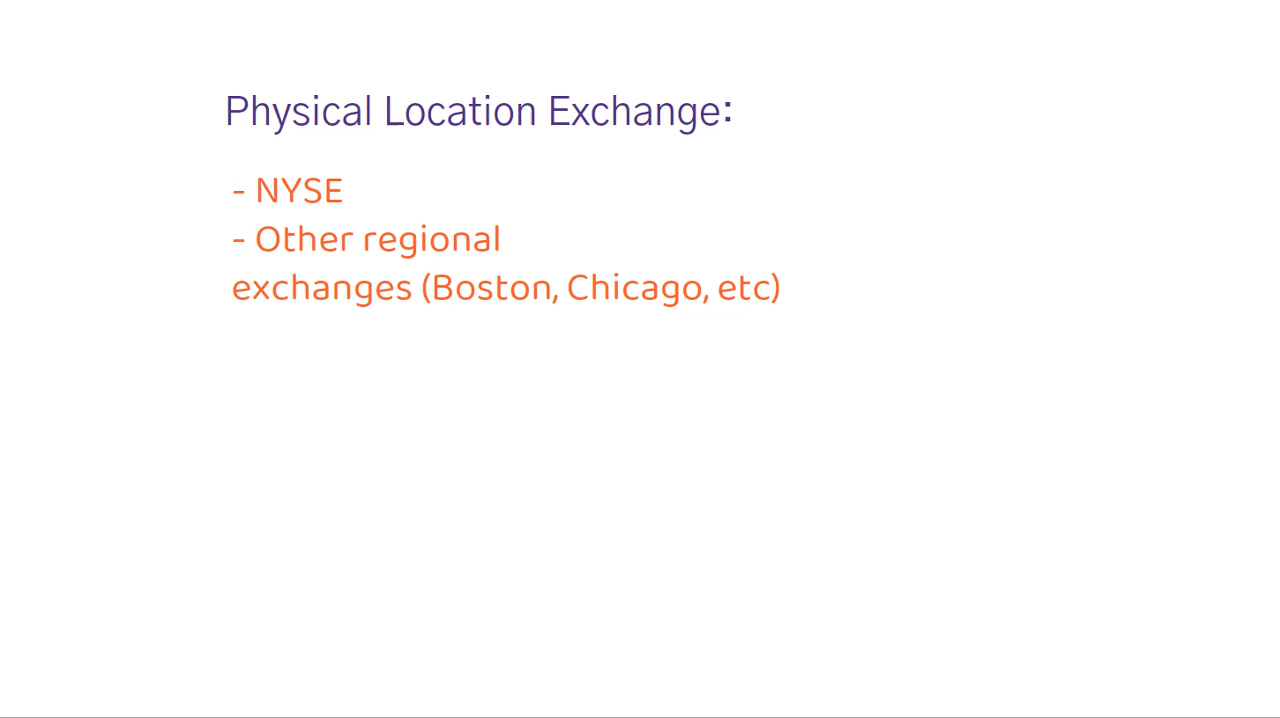 Physical Location Exchange:
- NYSE
- Other regional
exchanges (Boston, Chicago, etc)